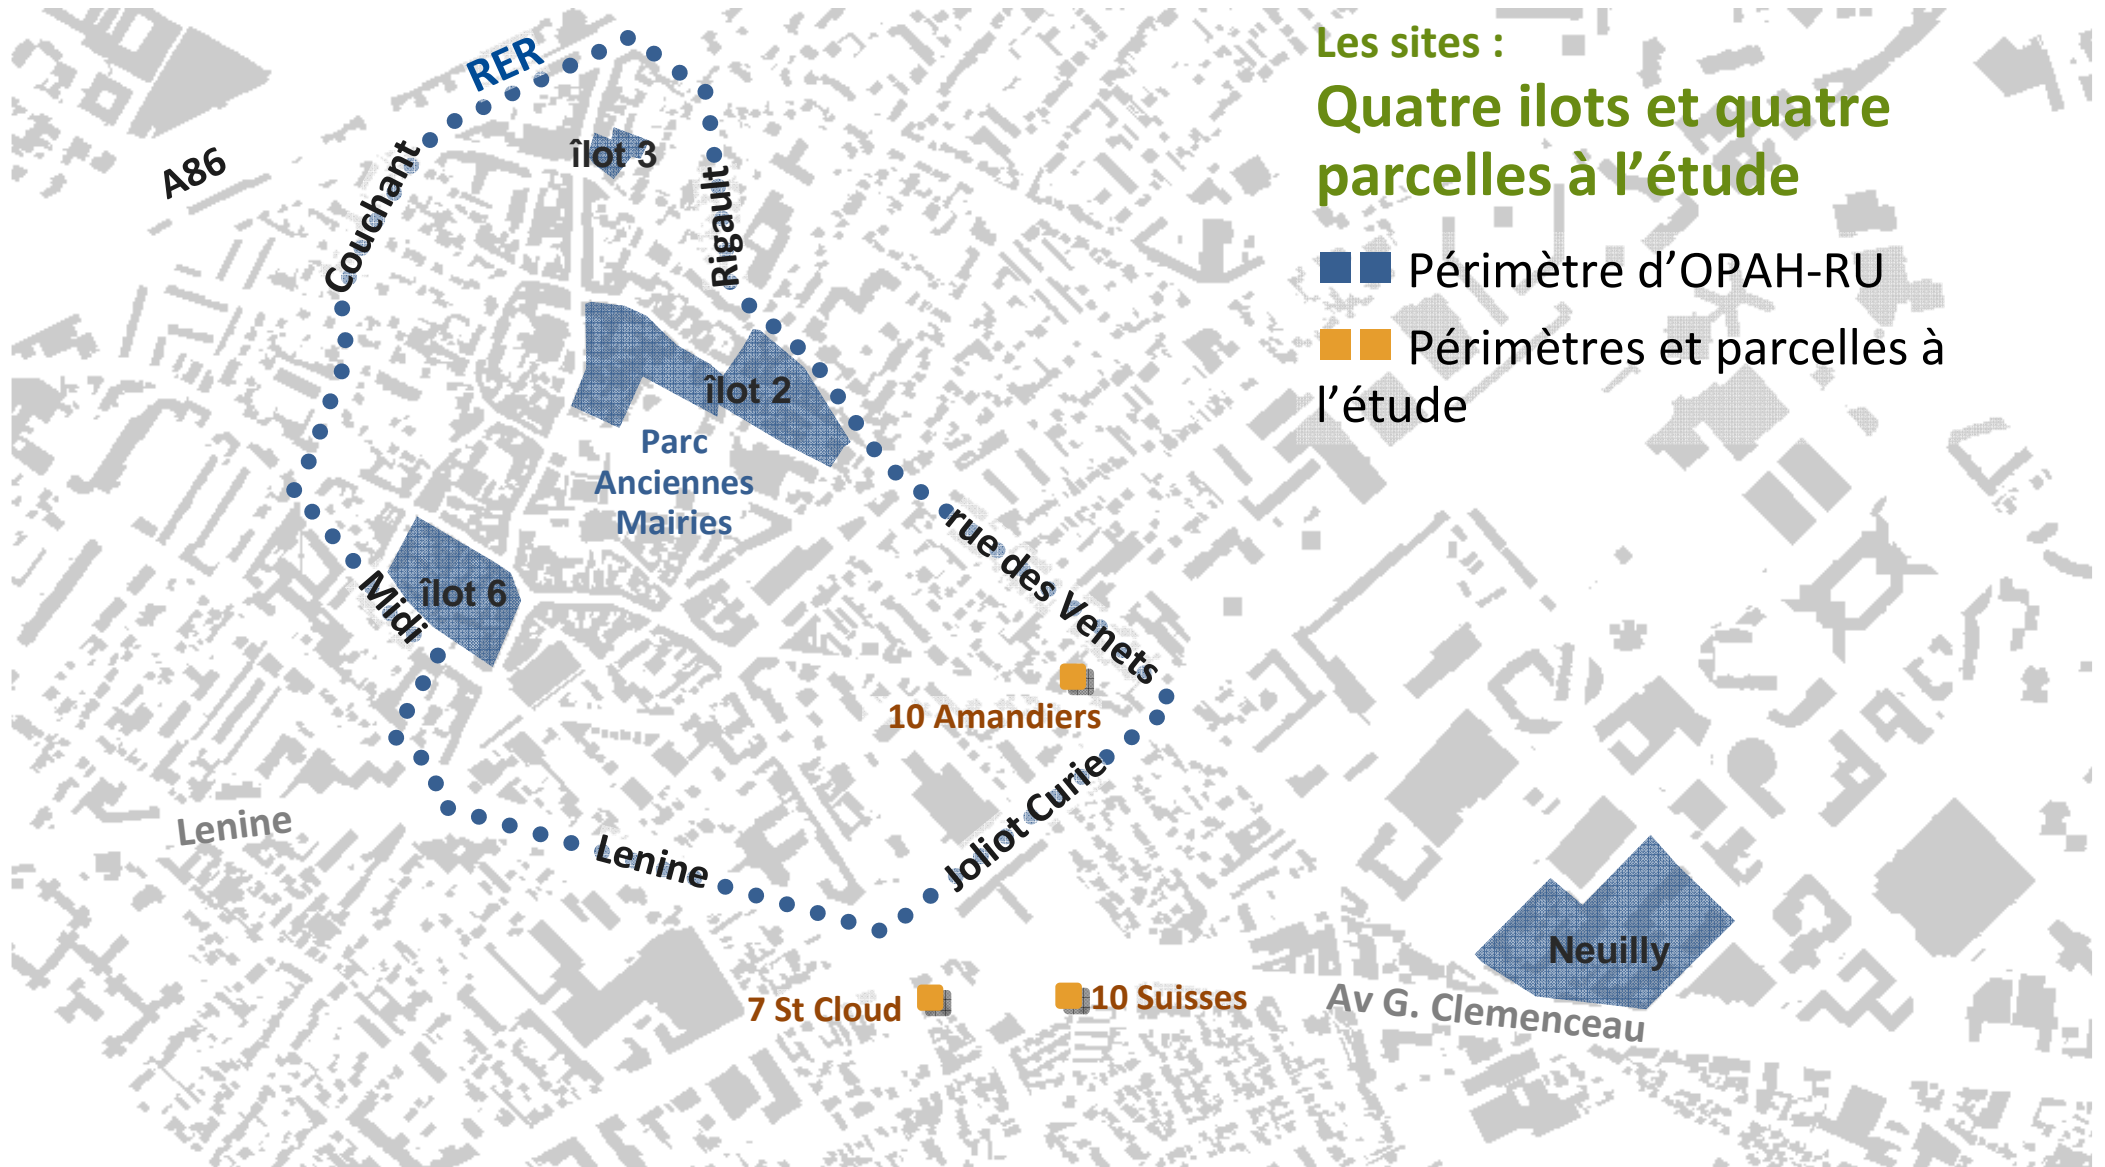 Les sites :
Quatre ilots et quatre
parcelles à l’étude
Périmètre d’OPAH-RU
Périmètres et parcelles à
l’étude
RER
A86
Couchant
îlot 3
Rigault
îlot 2
Parc
Anciennes
Mairies
îlot 6
Midi
rue des Venets
10 Amandiers
Joliot Curie
Lenine
Lenine
7 St Cloud
10 Suisses
Neuilly
Av G. Clemenceau